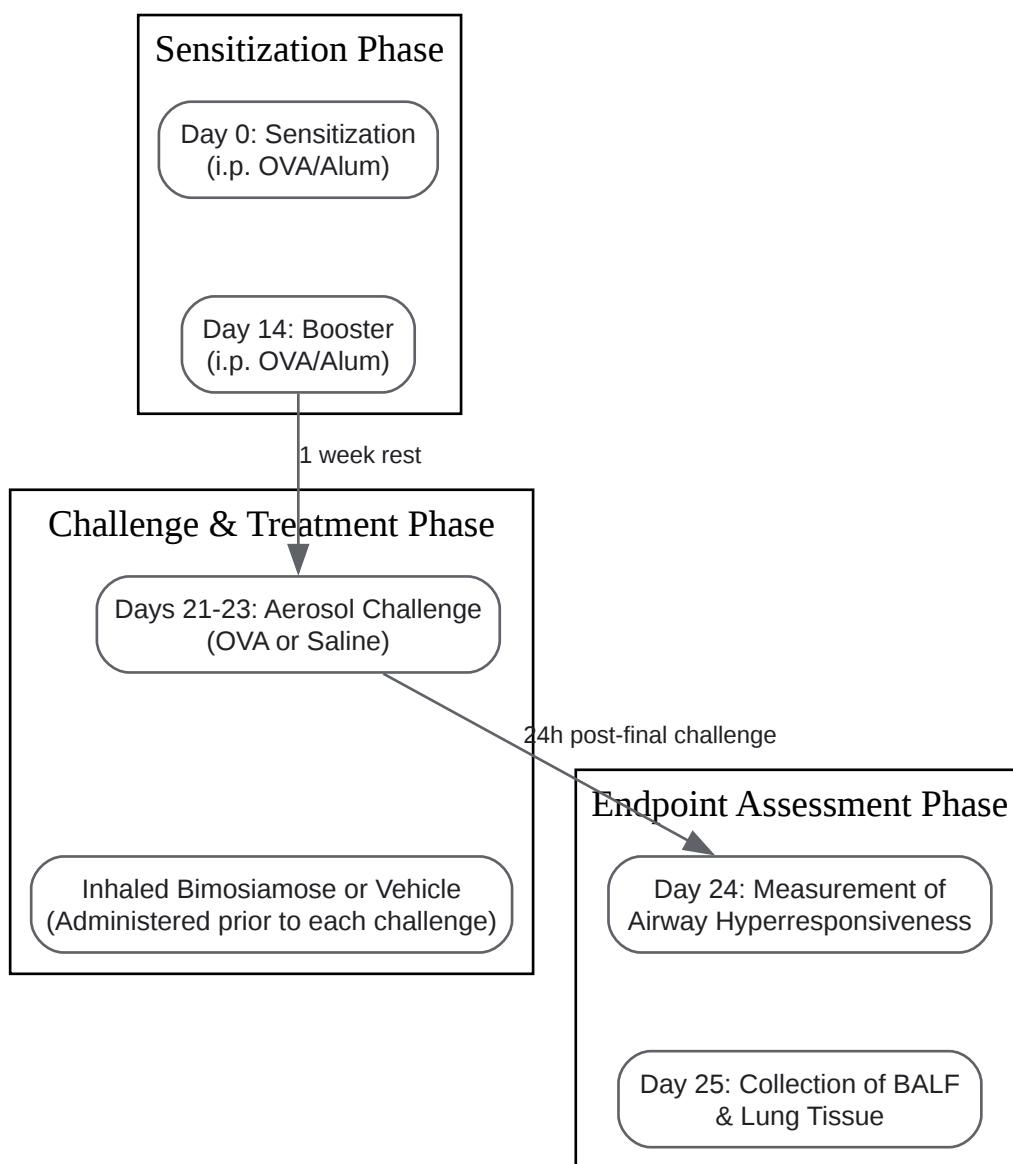 Sensitization Phase
Day 0: Sensitization
(i.p. OVA/Alum)
Day 14: Booster
(i.p. OVA/Alum)
1 week rest
Challenge & Treatment Phase
Days 21-23: Aerosol Challenge
(OVA or Saline)
24h post-final challenge
Inhaled Bimosiamose or Vehicle
(Administered prior to each challenge)
Endpoint Assessment Phase
Day 24: Measurement of
Airway Hyperresponsiveness
Day 25: Collection of BALF
& Lung Tissue